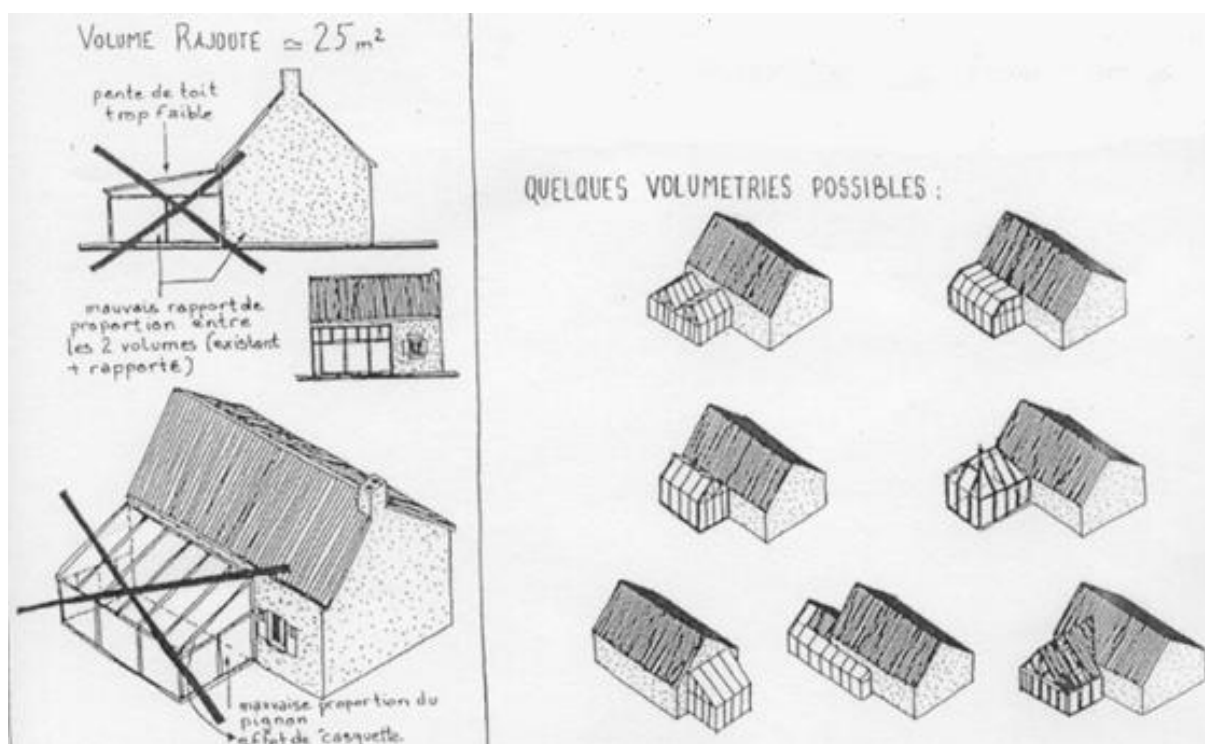 VOLUME RAJOUTE ≃ 25 m²
pente de toit
trop faible
mauvais rapport de
proportion entre
les 2 volumes (existant
+ rapporté)
mauvaise proportion du
pignon
effet de "casquette
QUELQUES VOLUMETRIES POSSIBLES :